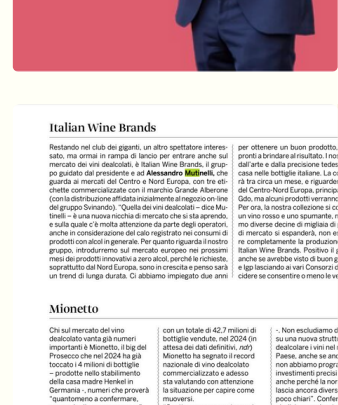 Italian Wine Brands
Restando nel club dei giganti, un altro spettatore interes-
sato, ma ormai in rampa di lancio per entrare anche sul
mercato dei vini dealcolati, è Italian Wine Brands, il grup-
po guidato dal presidente e ad Alessandro Mutinelli, che
guarda ai mercati del Centro e Nord Europa, con tre eti-
chette commercializzate con il marchio Grande Alberone
(con la distribuzione affidata inizialmente al negozio on-line
del gruppo Svinando). "Quella dei vini dealcolati – dice Mu-
tinelli – è una nuova nicchia di mercato che si sta aprendo,
e sulla quale c'è molta attenzione da parte degli operatori,
anche in considerazione del calo registrato nei consumi di
prodotti con alcol in generale. Per quanto riguarda il nostro
gruppo, introdurremo sul mercato europeo nei prossimi
mesi dei prodotti innovativi a zero alcol, perché le richieste,
soprattutto dal Nord Europa, sono in crescita e penso sarà
un trend di lunga durata. Ci abbiamo impiegato due anni
per ottenere un buon prodotto,
pronti a brindare al risultato. I nos
dall'arte e dalla precisione tedes
casa nelle bottiglie italiane. La c
rà tra circa un mese, e riguarder
del Centro-Nord Europa, princip
Gdo, ma alcuni prodotti verranno
Per ora, la nostra collezione si co
un vino rosso e uno spumante, n
mo diverse decine di migliaia di
di mercato si espanderà, non es
re completamente la produzion
Italian Wine Brands. Positivo il g
anche se avrebbe visto di buon g
e Igp lasciando ai vari Consorzi d
cidere se consentire o meno le ve
Mionetto
Chi sul mercato del vino
dealcolato vanta già numeri
importanti è Mionetto, il big del
Prosecco che nel 2024 ha già
toccato i 4 milioni di bottiglie
– prodotte nello stabilimento
della casa madre Henkel in
Germania -, numeri che proverà
"quantomeno a confermare,
con un totale di 42,7 milioni di
bottiglie vendute, nel 2024 (in
attesa dei dati definitivi, ndr)
Mionetto ha segnato il record
nazionale di vino dealcolato
commercializzato e adesso
sta valutando con attenzione
la situazione per capire come
muoversi.
-. Non escludiamo d
su una nuova struttu
dealcolare i vini nel n
Paese, anche se anc
non abbiamo progra
investimenti precisi
anche perché la nor
lascia ancora diversi
poco chiari". Confer